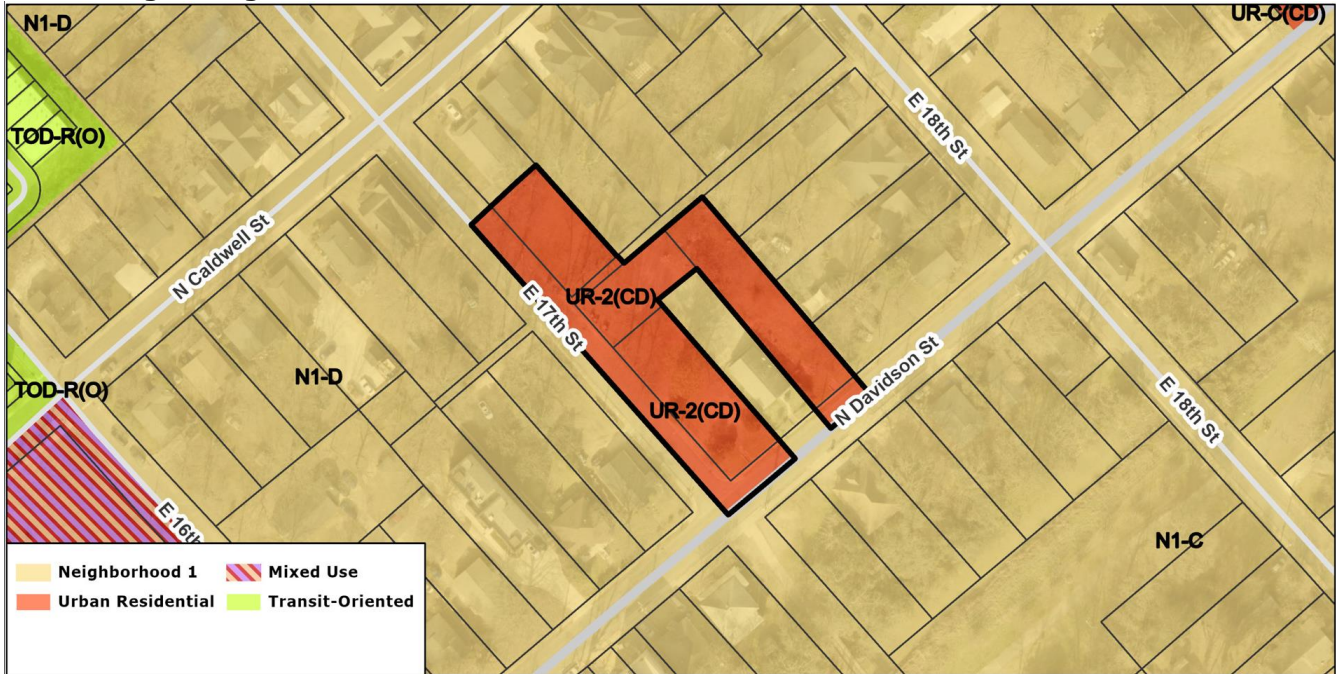 N1-D
UR-C(CD)
TOD-R(O)
E 18th St
N Caldwell St
UR-2(CD)
E 17th St
N Davidson St
TOD-R(O)
N1-D
UR-2(CD)
E 18th St
E 16th
N1-C
Neighborhood 1
Mixed Use
Urban Residential
Transit-Oriented